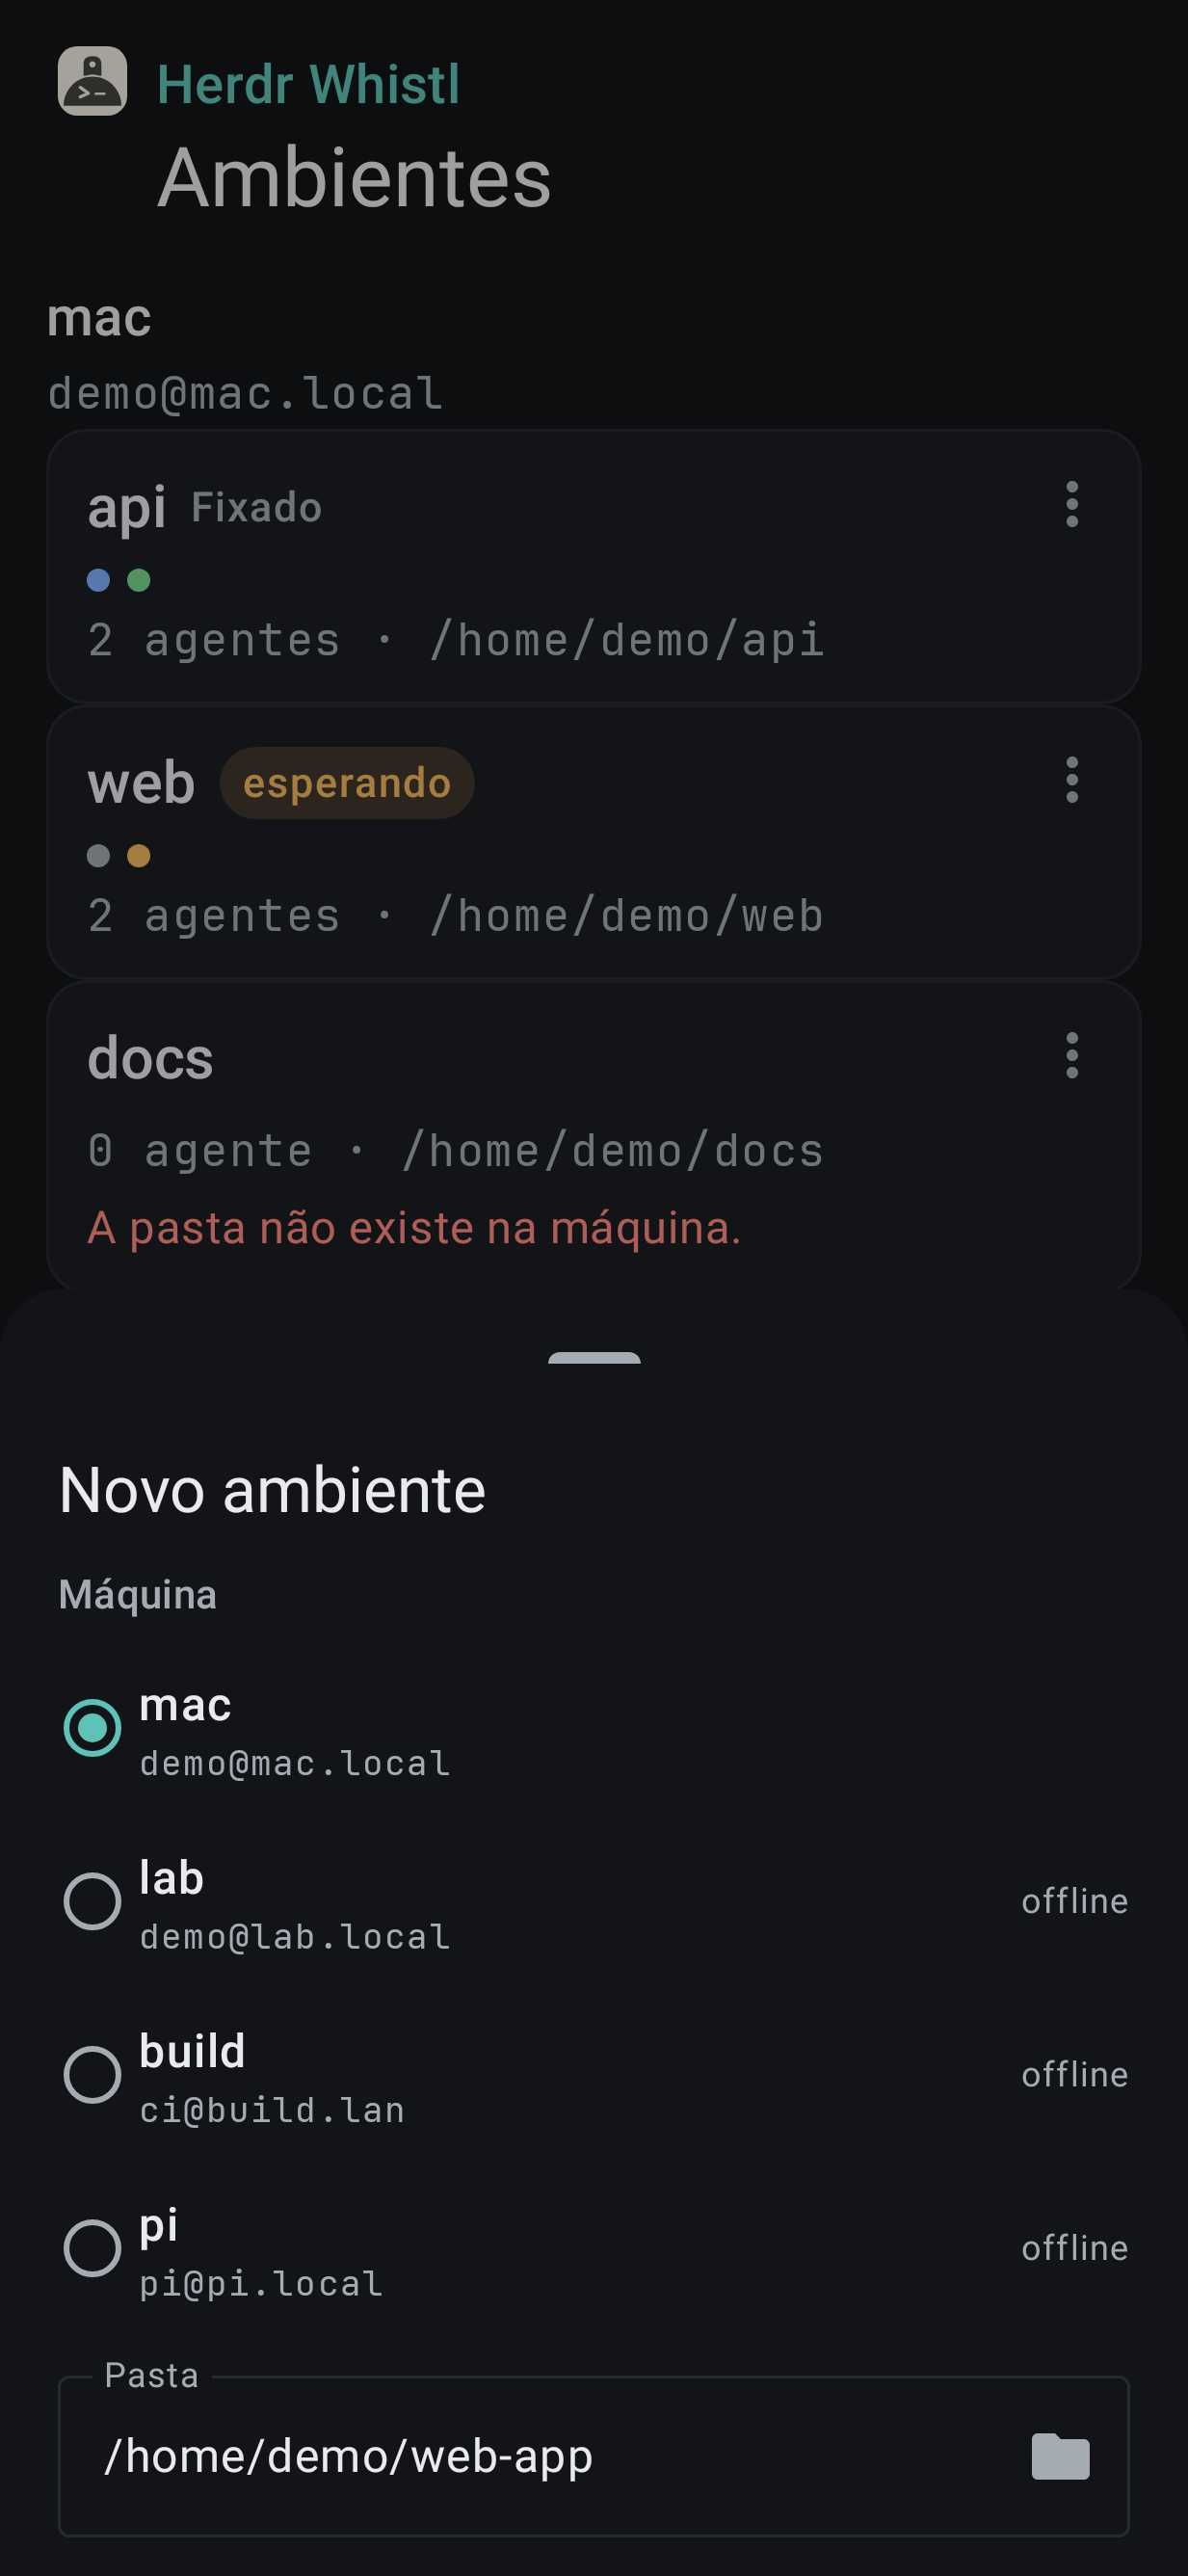 Herdr Whistl
Ambientes
mac
demo@mac.local
api Fixado
2 agentes · /home/demo/api
web esperando
2 agentes · /home/demo/web
docs
0 agente · /home/demo/docs
A pasta não existe na máquina.
Novo ambiente
Máquina
mac
demo@mac.local
lab
demo@lab.local
offline
build
ci@build.lan
offline
pi
pi@pi.local
offline
Pasta
/home/demo/web-app